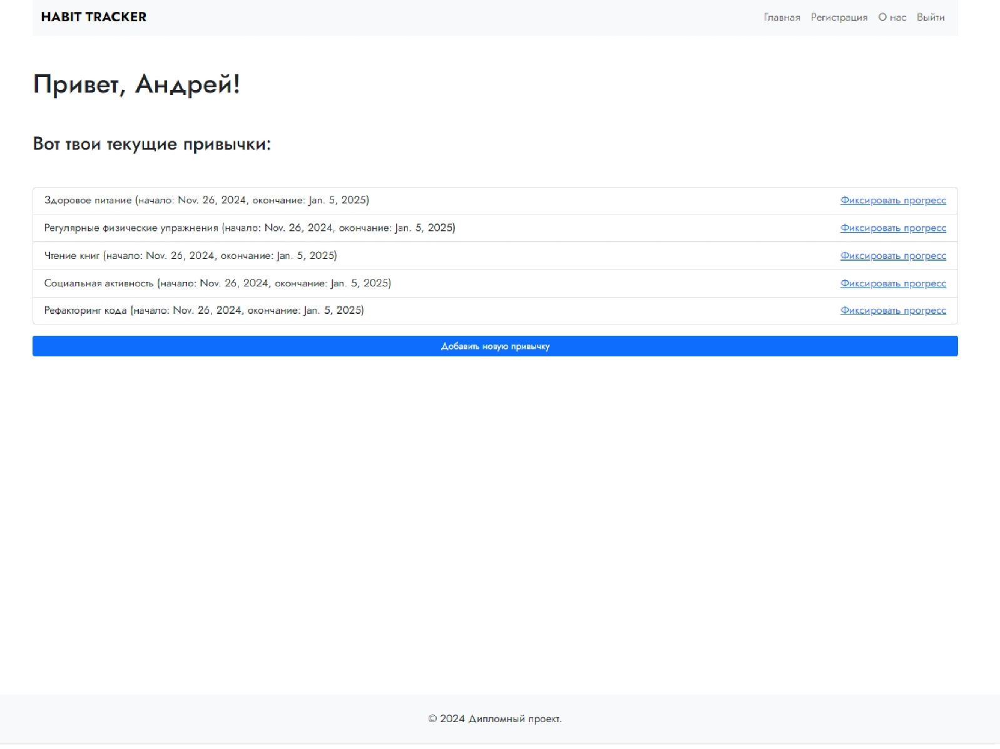 HABIT TRACKER
Главная Регистрация О нас Выйти
Привет, Андрей!
Вот твои текущие привычки:
Здоровое питание (начало: Nov. 26, 2024, окончание: Jan. 5, 2025) Фиксировать прогресс
Регулярные физические упражнения (начало: Nov. 26, 2024, окончание: Jan. 5, 2025) Фиксировать прогресс
Чтение книг (начало: Nov. 26, 2024, окончание: Jan. 5, 2025) Фиксировать прогресс
Социальная активность (начало: Nov. 26, 2024, окончание: Jan. 5, 2025) Фиксировать прогресс
Рефакторинг кода (начало: Nov. 26, 2024, окончание: Jan. 5, 2025) Фиксировать прогресс
Добавить новую привычку
© 2024 Дипломный проект.